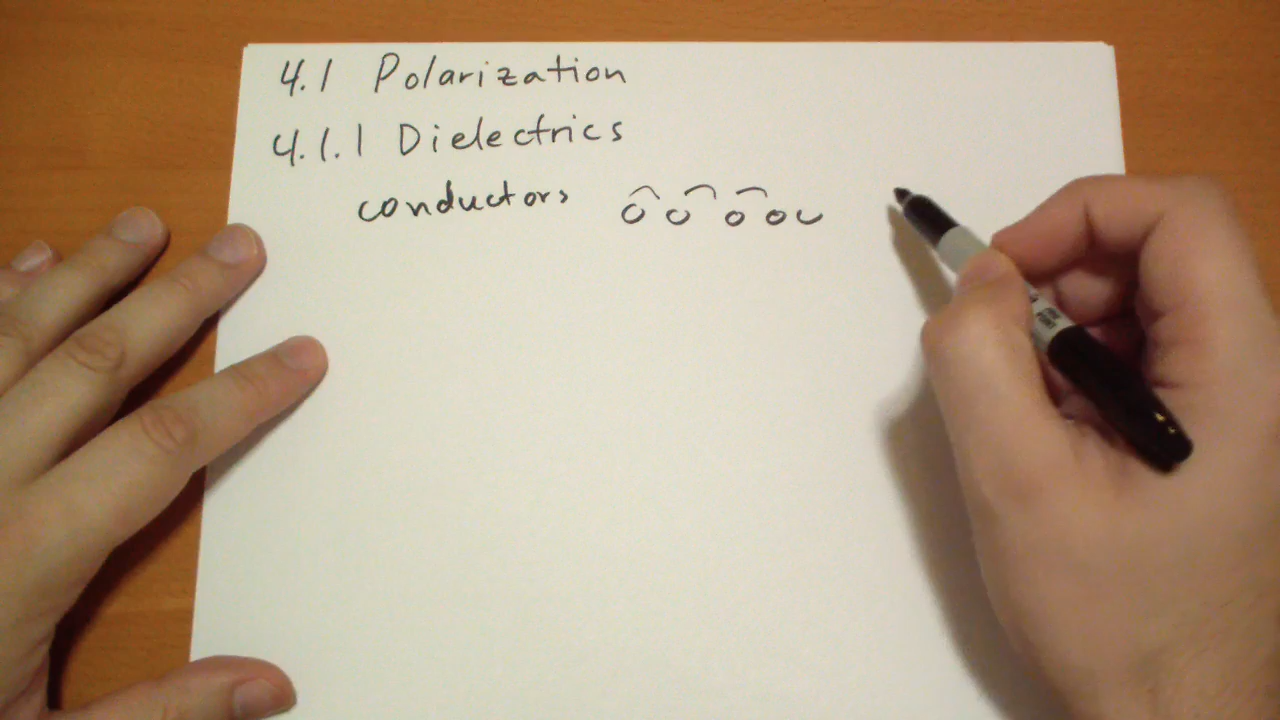 4.1 Polarization
4.1.1 Dielectrics
conductors